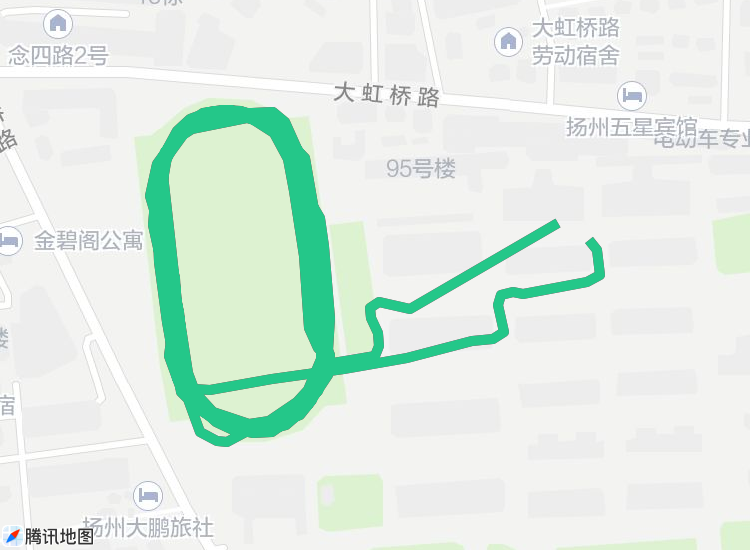 念四路2号
大虹桥路
劳动宿舍
大虹桥路
扬州五星宾馆
电动车专业
路
95号楼
金碧阁公寓
楼
宿
扬州大鹏旅社
腾讯地图